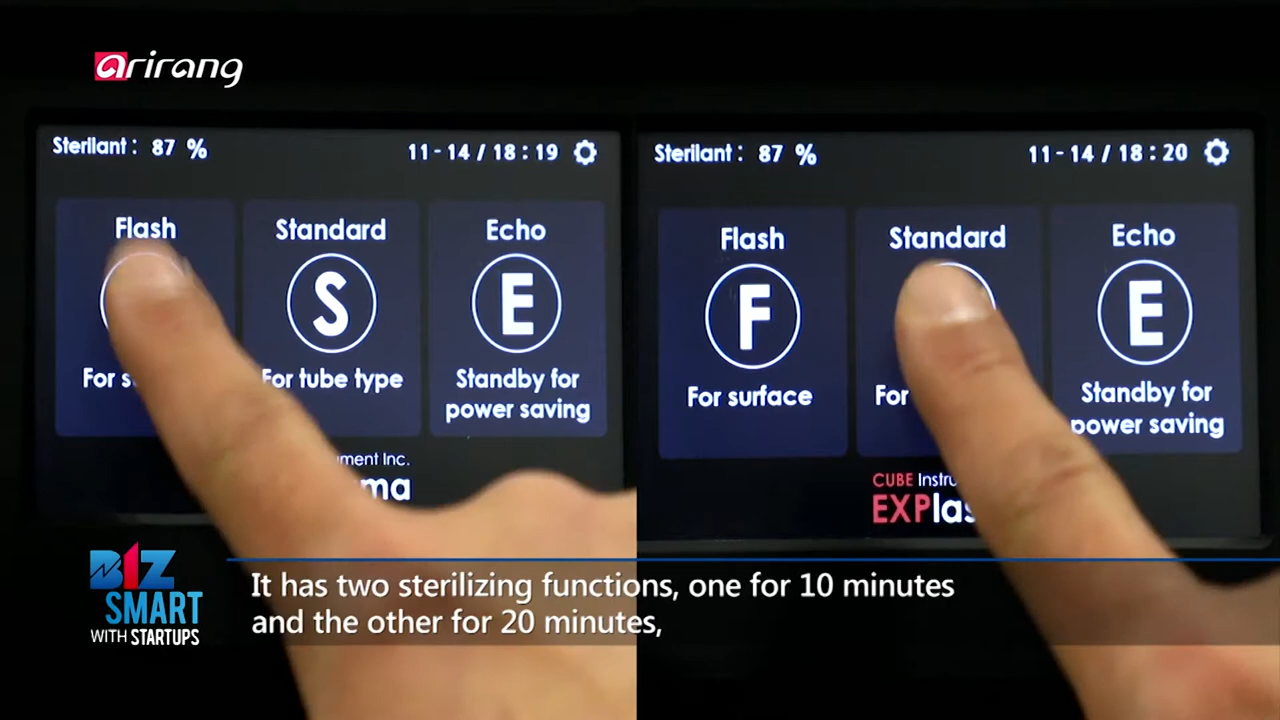 arirang
Sterilant : 87 %
11-14 / 18 : 19
Flash
Standard
S
For tube type
Echo
E
Standby for
power saving
Sterilant : 87 %
11-14 / 18 : 20
Flash
F
For surface
Standard
For
Echo
E
Standby for
power saving
CUBE
EXPlas
BIZ
SMART
WITH STARTUPS
It has two sterilizing functions, one for 10 minutes
and the other for 20 minutes,